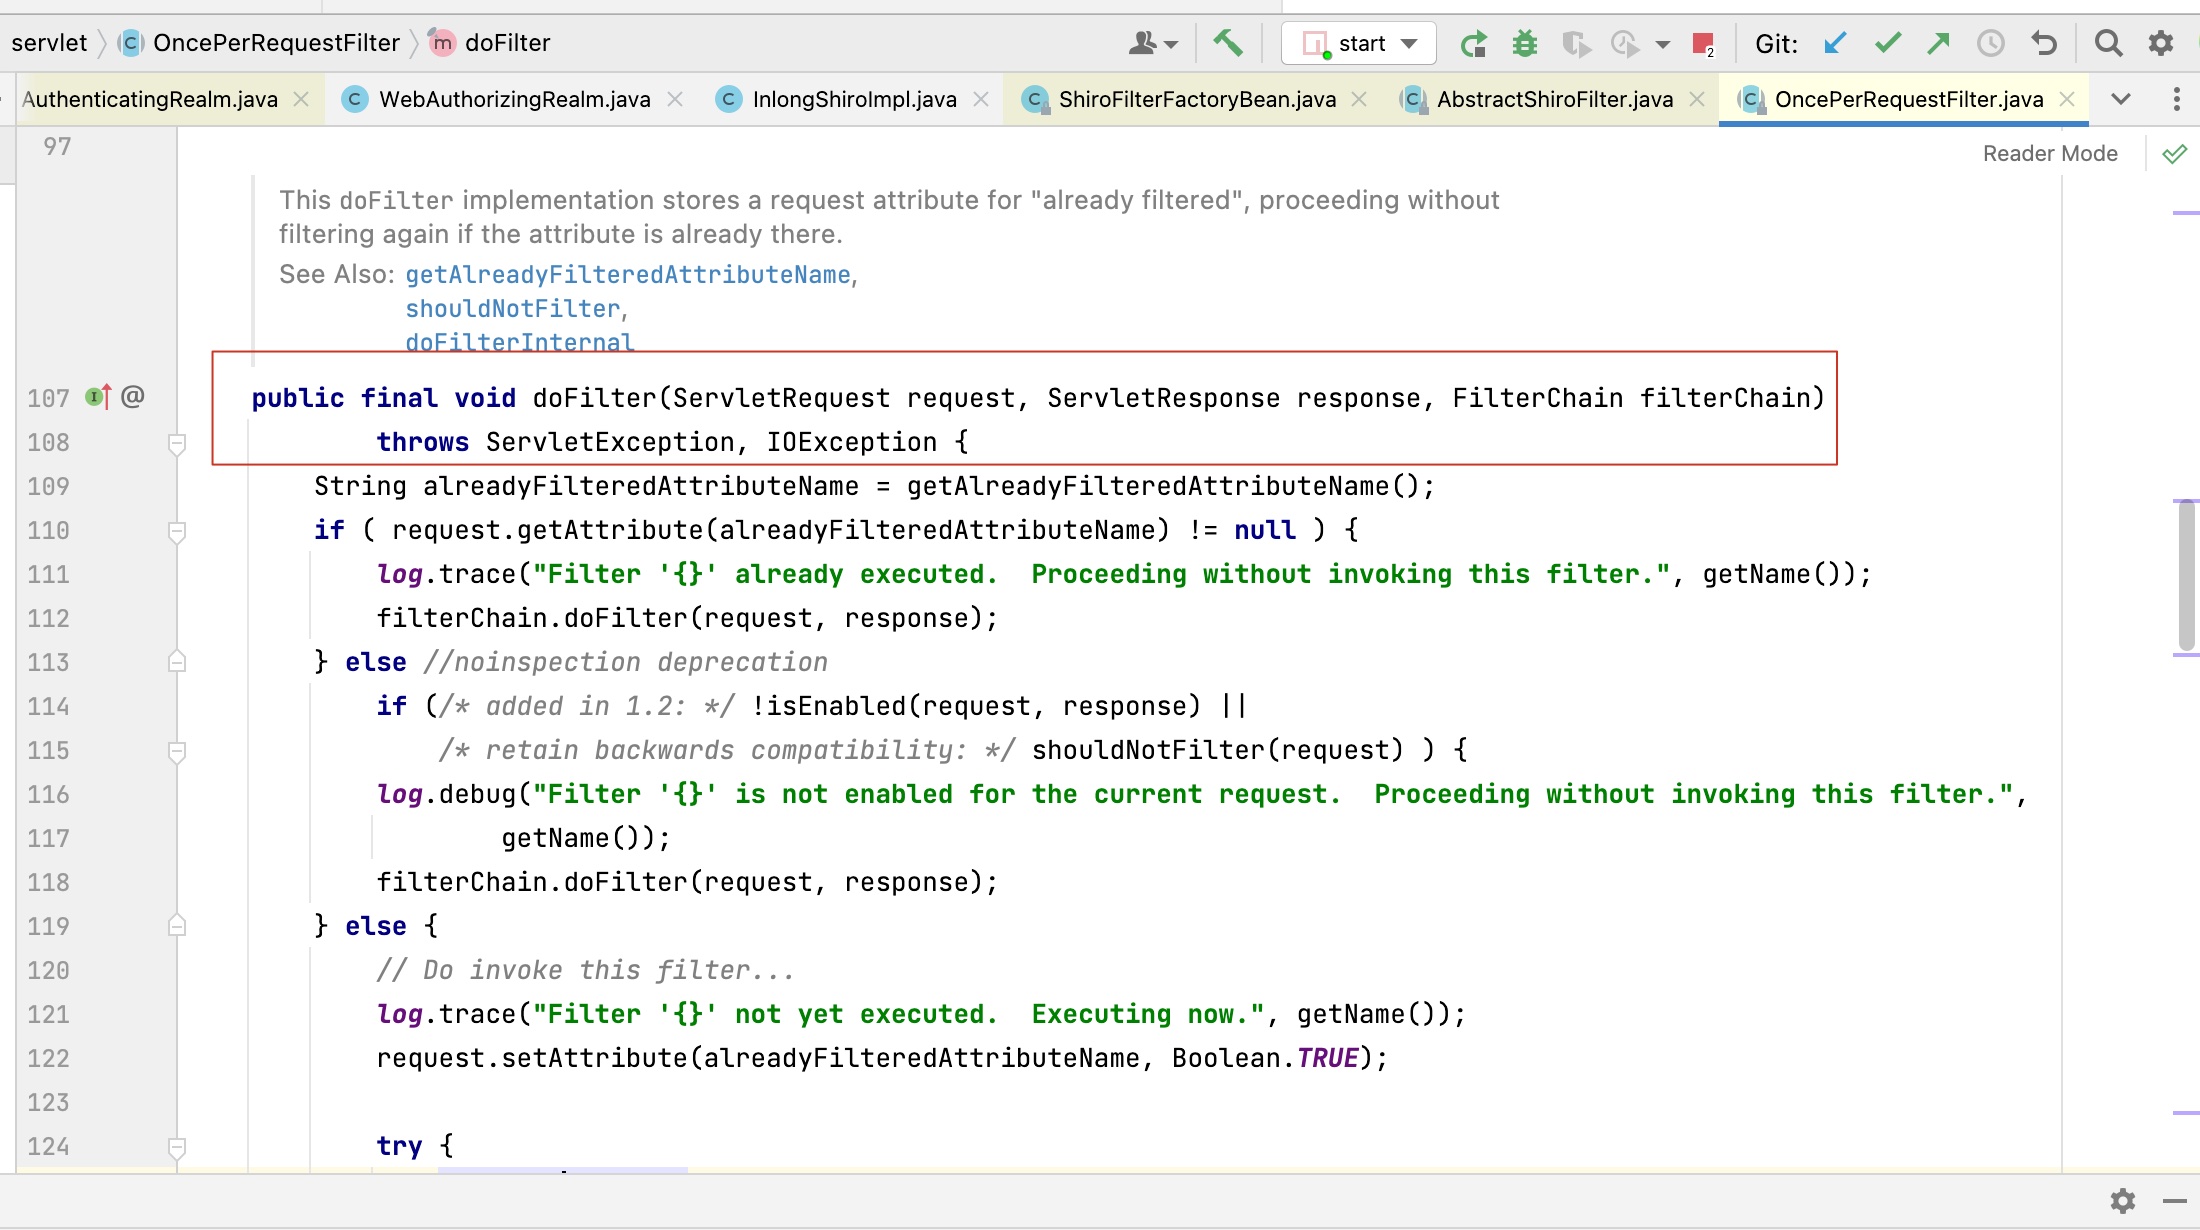 servlet OncePerRequestFilter m doFilter start 2 Git:
AuthenticatingRealm.java C WebAuthorizingRealm.java C InlongShiroImpl.java C ShiroFilterFactoryBean.java C AbstractShiroFilter.java C OncePerRequestFilter.java
97
Reader Mode
This doFilter implementation stores a request attribute for "already filtered", proceeding without
filtering again if the attribute is already there.
See Also: getAlreadyFilteredAttributeName,
shouldNotFilter,
doFilterInternal
107 I @ public final void doFilter(ServletRequest request, ServletResponse response, FilterChain filterChain)
108 throws ServletException, IOException {
109 String alreadyFilteredAttributeName = getAlreadyFilteredAttributeName();
110 if ( request.getAttribute(alreadyFilteredAttributeName) != null ) {
111 log.trace("Filter '{}' already executed.  Proceeding without invoking this filter.", getName());
112 filterChain.doFilter(request, response);
113 } else //noinspection deprecation
114 if (/* added in 1.2: */ !isEnabled(request, response) ||
115 /* retain backwards compatibility: */ shouldNotFilter(request) ) {
116 log.debug("Filter '{}' is not enabled for the current request.  Proceeding without invoking this filter.",
117 getName());
118 filterChain.doFilter(request, response);
119 } else {
120 // Do invoke this filter...
121 log.trace("Filter '{}' not yet executed.  Executing now.", getName());
122 request.setAttribute(alreadyFilteredAttributeName, Boolean.TRUE);
123
124 try {